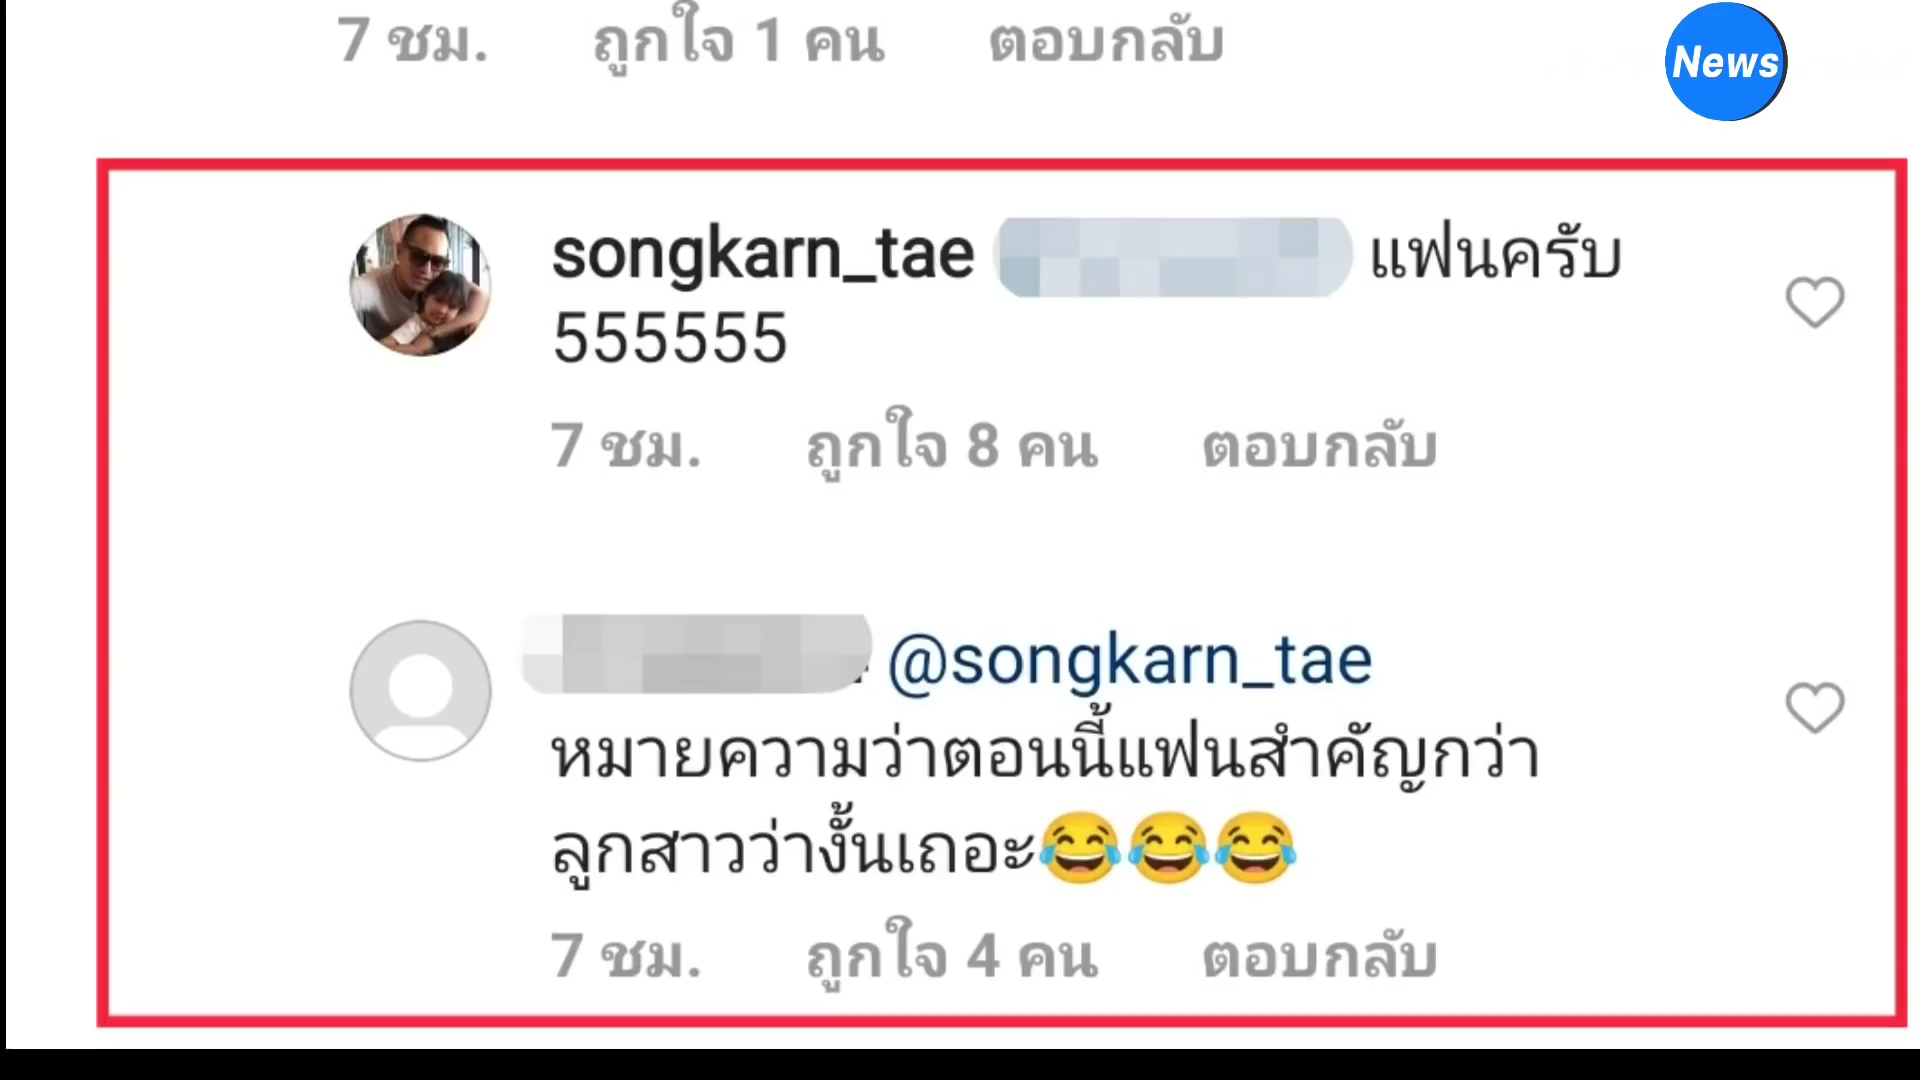 7 ชม. ถูกใจ 1 คน ตอบกลับ
News
songkarn_tae แฟนครับ
555555
7 ชม. ถูกใจ 8 คน ตอบกลับ
@songkarn_tae
หมายความว่าตอนนี้แฟนสำคัญกว่า
ลูกสาวว่างั้นเถอะ😂😂😂
7 ชม. ถูกใจ 4 คน ตอบกลับ